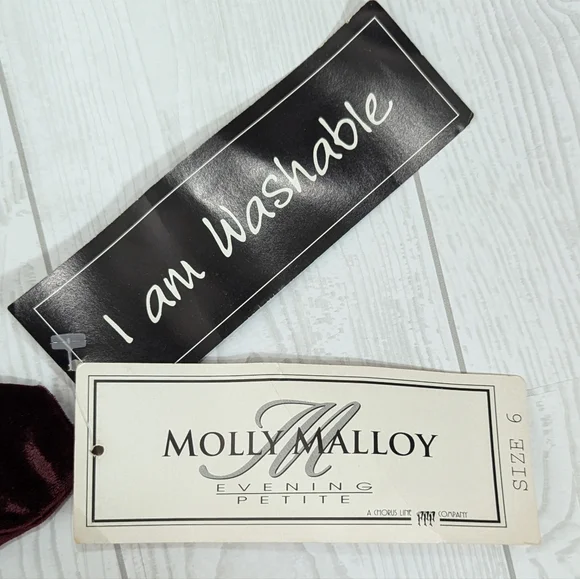 I am Washable
M
MOLLY MALLOY
EVENING
PETITE
A CHORUS LINE COMPANY
SIZE 6